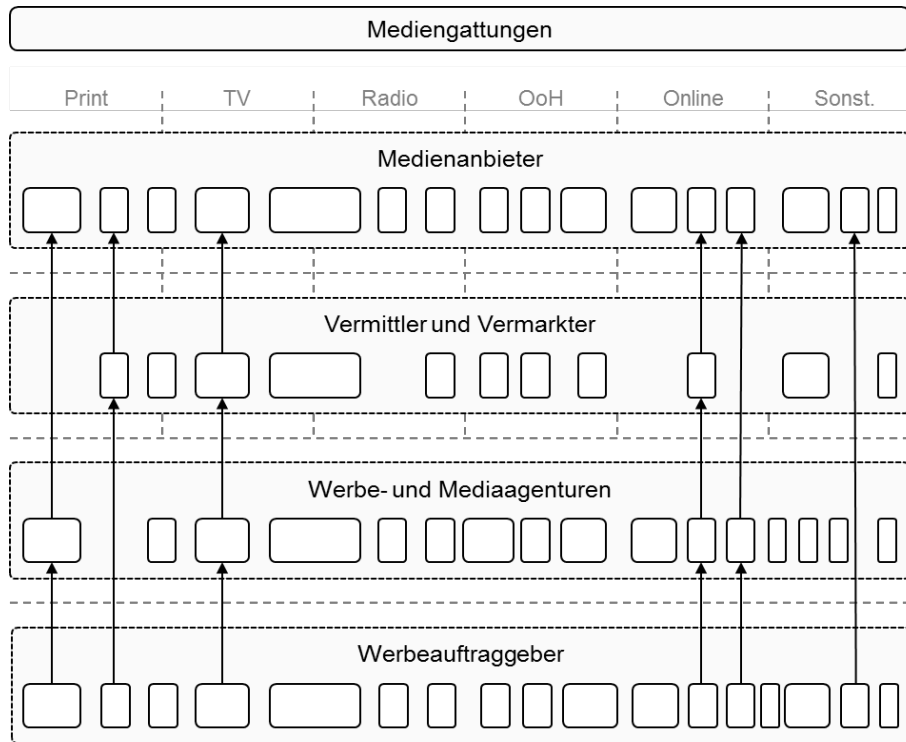 Mediengattungen
Print TV Radio OoH Online Sonst.
Medienanbieter
Vermittler und Vermarkter
Werbe- und Mediaagenturen
Werbeauftraggeber